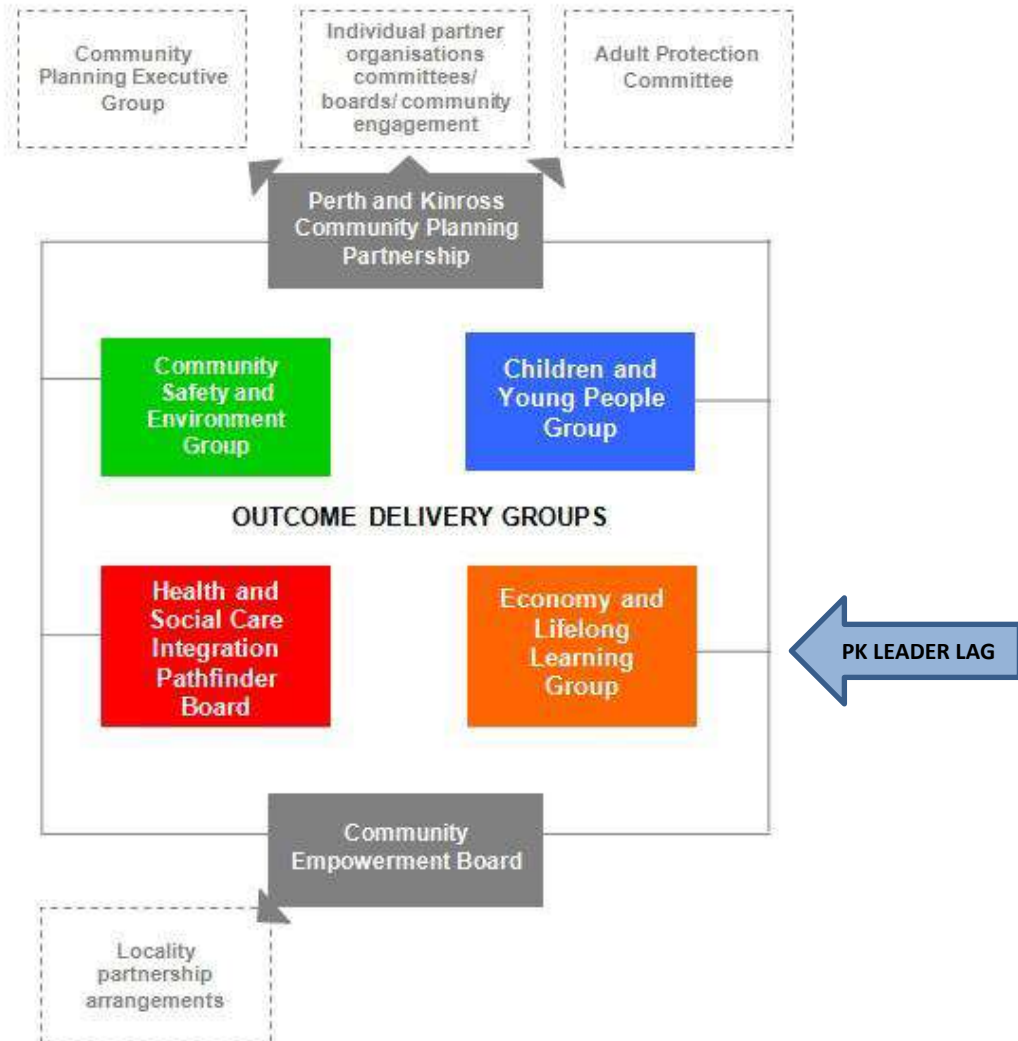 Community
Planning Executive
Group
Individual partner
organisations
committees/
boards/ community
engagement
Adult Protection
Committee
Perth and Kinross
Community Planning
Partnership
Community
Safety and
Environment
Group
Children and
Young People
Group
OUTCOME DELIVERY GROUPS
Health and
Social Care
Integration
Pathfinder
Board
Economy and
Lifelong
Learning
Group
PK LEADER LAG
Community
Empowerment Board
Locality
partnership
arrangements